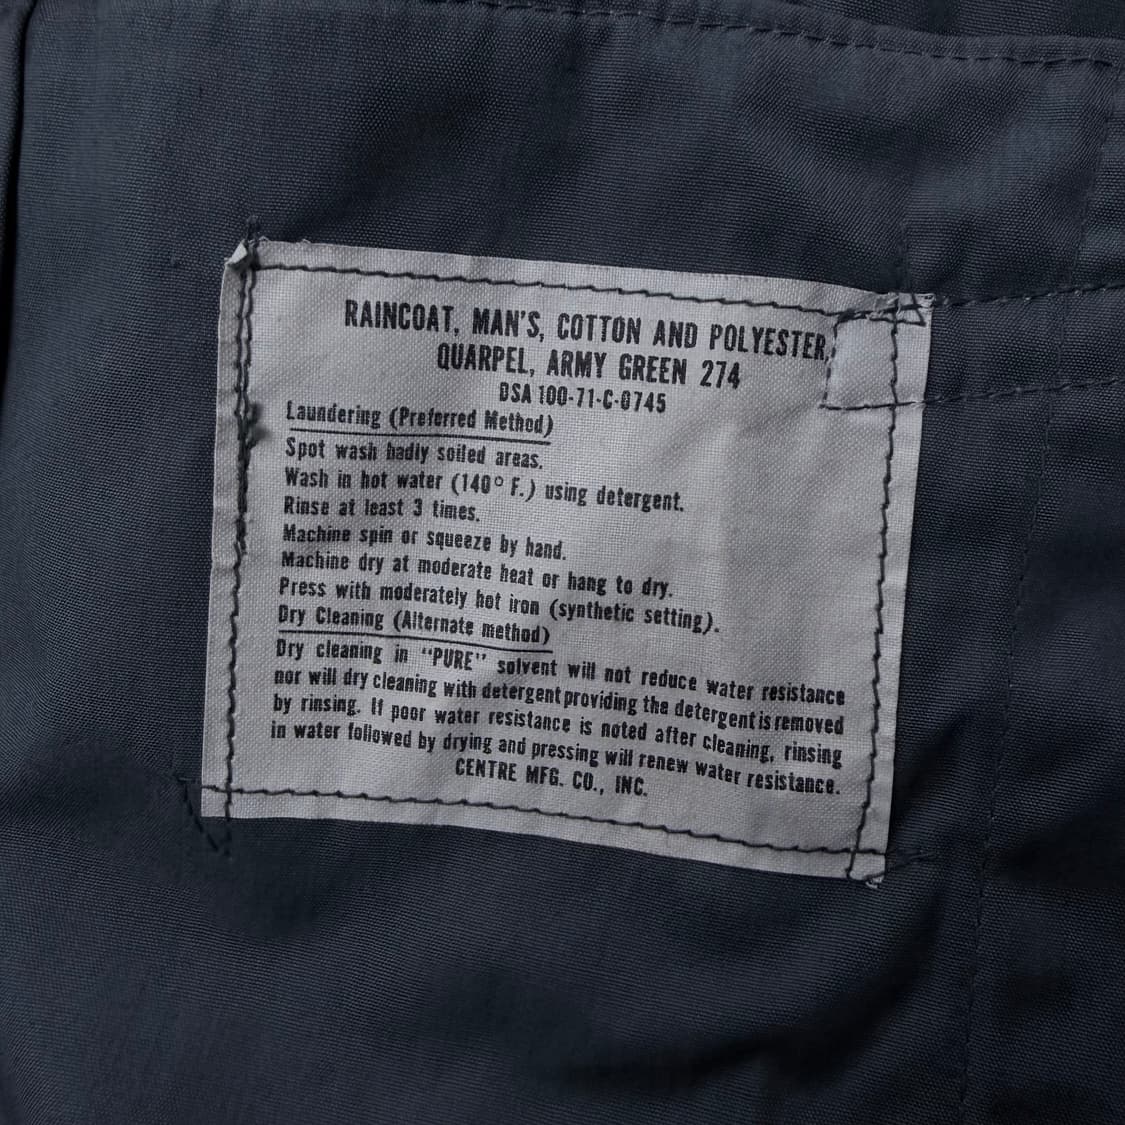 RAINCOAT, MAN'S, COTTON AND POLYESTER,
QUARPEL, ARMY GREEN 274
DSA 100-71-C-0745
Laundering (Preferred Method)
Spot wash badly soiled areas.
Wash in hot water (140° F.) using detergent.
Rinse at least 3 times.
Machine spin or squeeze by hand.
Machine dry at moderate heat or hang to dry.
Press with moderately hot iron (synthetic setting).
Dry Cleaning (Alternate method)
Dry cleaning in “PURE” solvent will not reduce water resistance
nor will dry cleaning with detergent providing the detergent is removed
by rinsing. If poor water resistance is noted after cleaning, rinsing
in water followed by drying and pressing will renew water resistance.
CENTRE MFG. CO., INC.